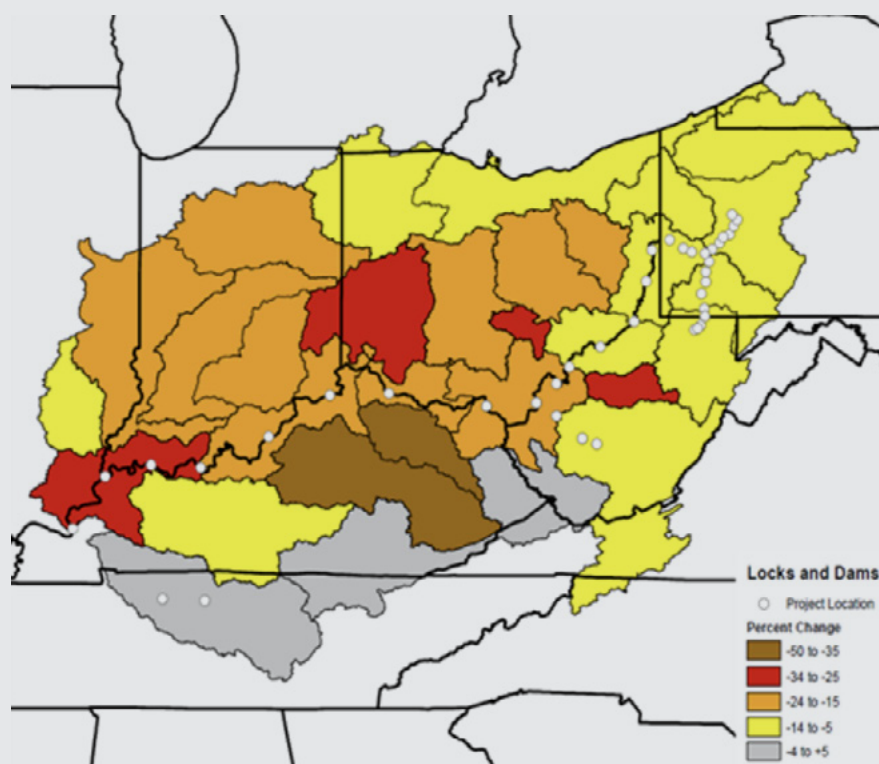 Locks and Dams
Project Location
Percent Change
-50 to -35
-34 to -25
-24 to -15
-14 to -5
-4 to +5